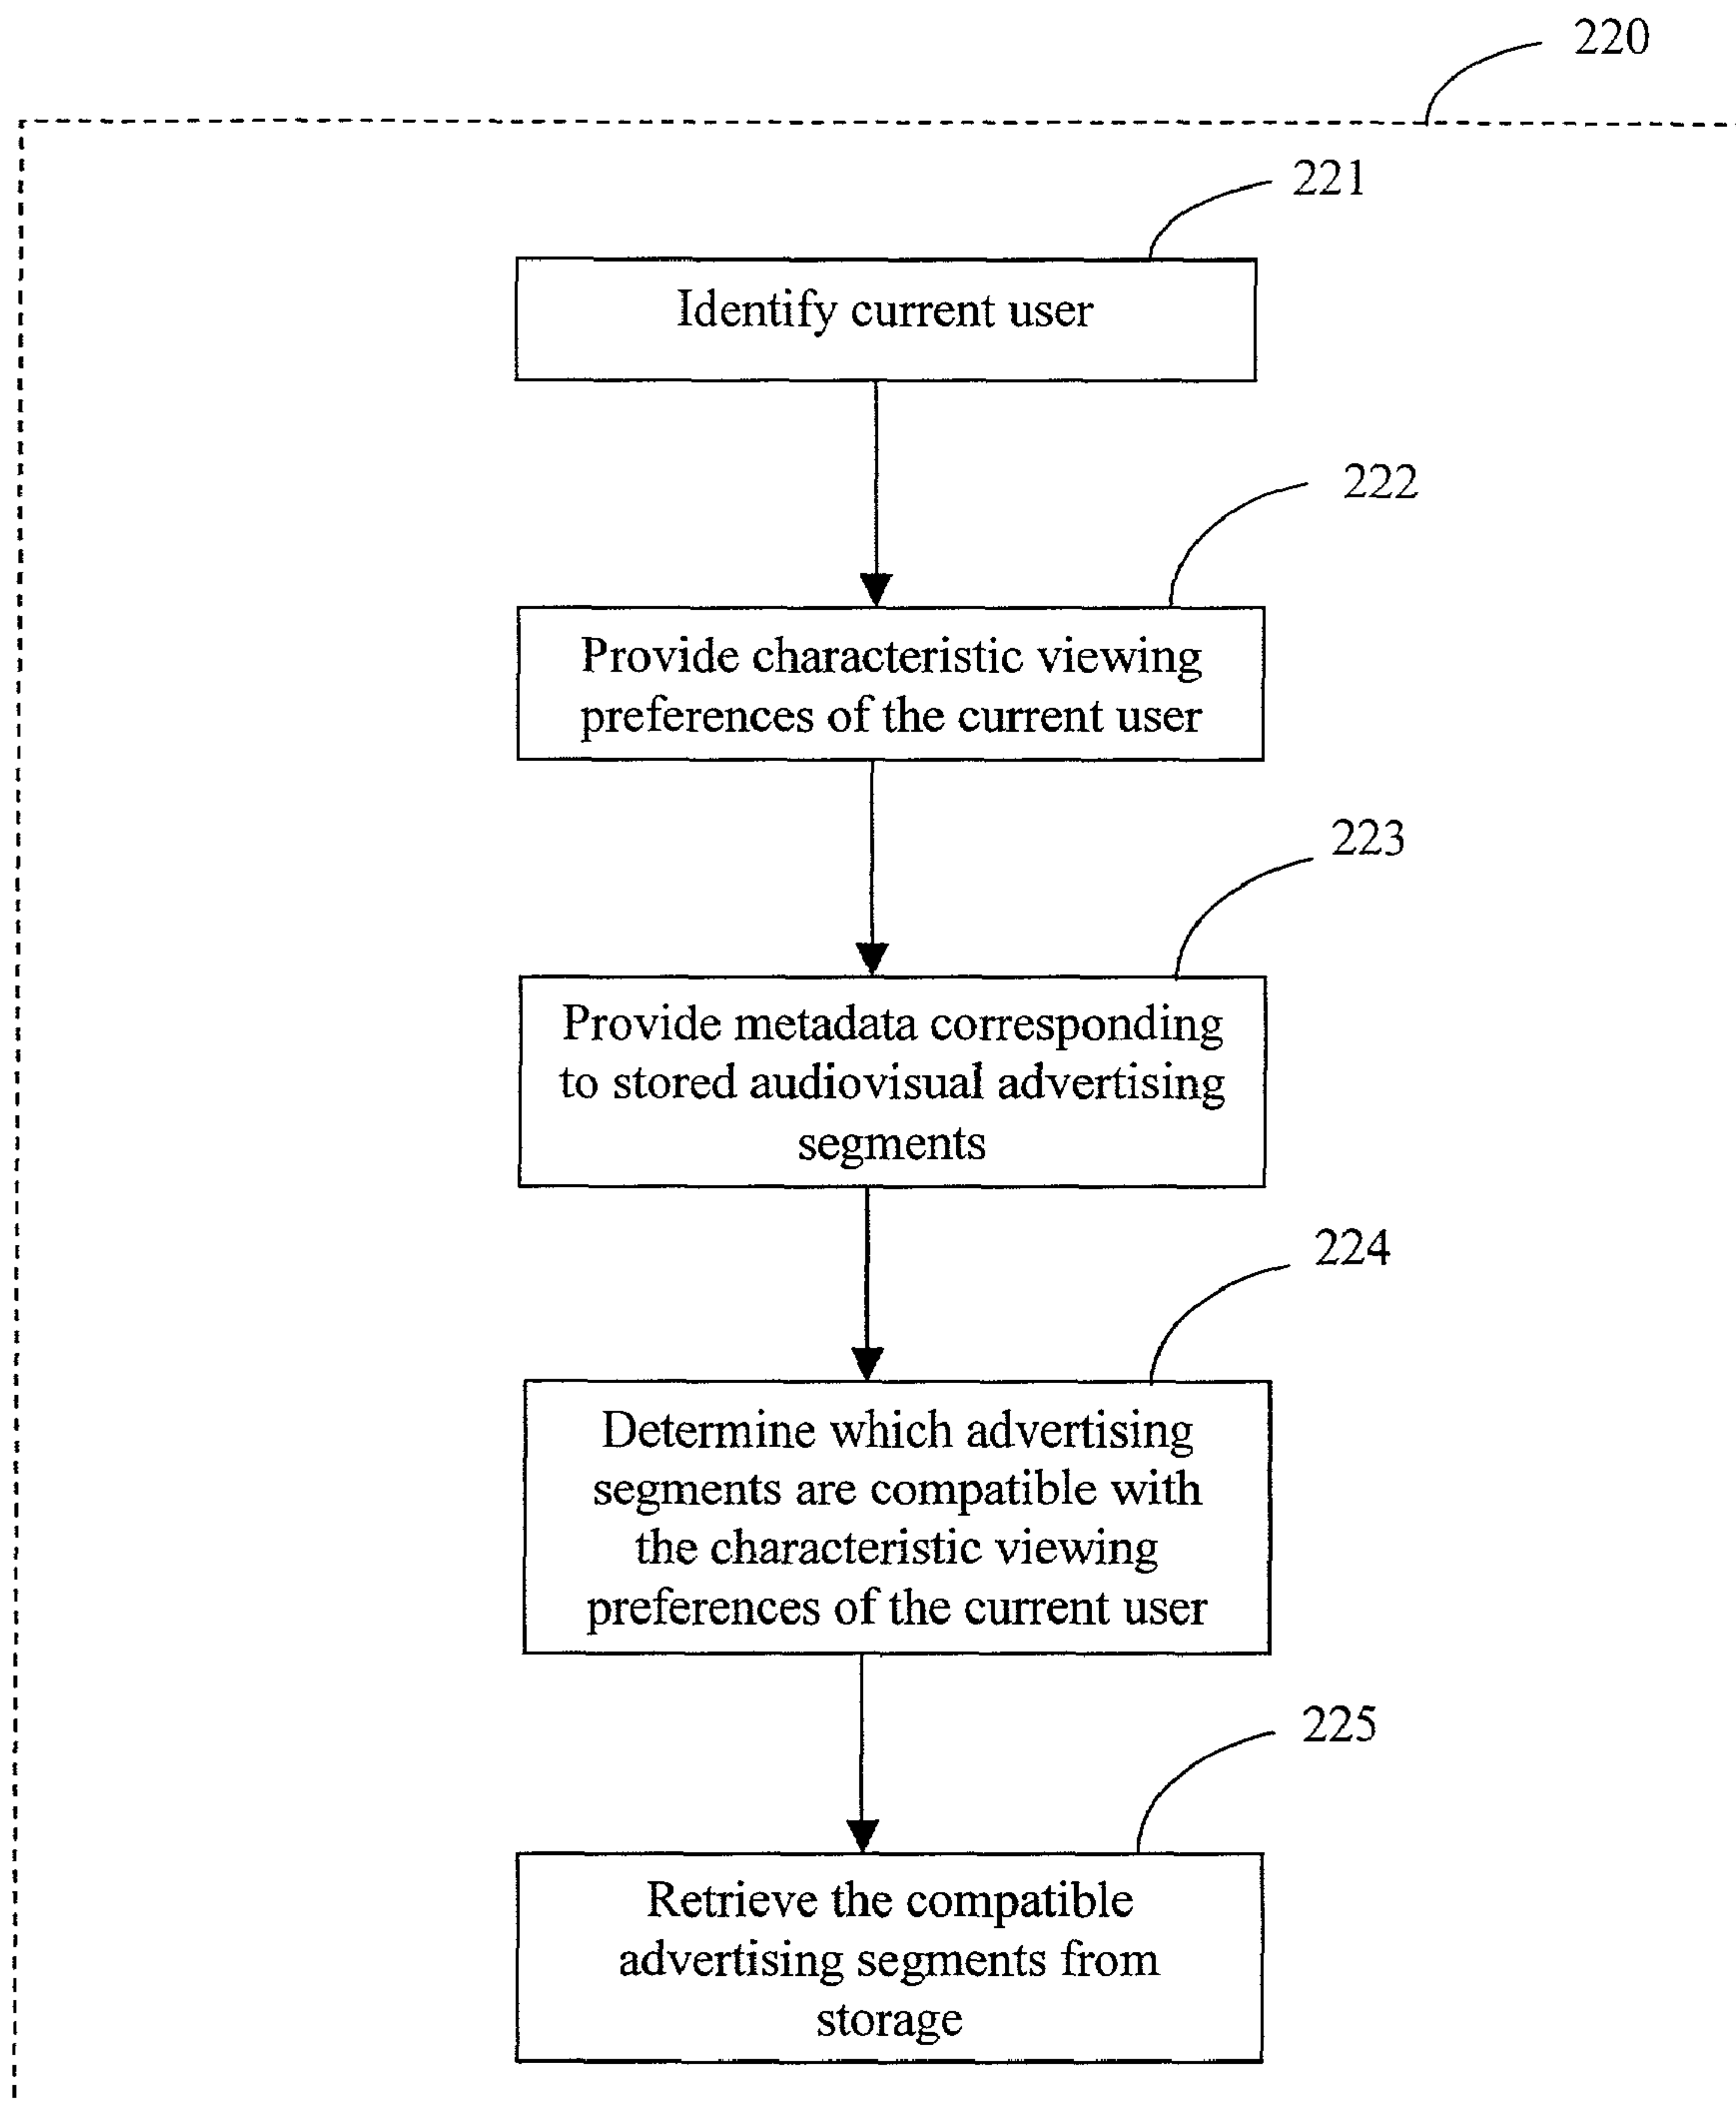 220
221
Identify current user
222
Provide characteristic viewing
preferences of the current user
223
Provide metadata corresponding
to stored audiovisual advertising
segments
224
Determine which advertising
segments are compatible with
the characteristic viewing
preferences of the current user
225
Retrieve the compatible
advertising segments from
storage